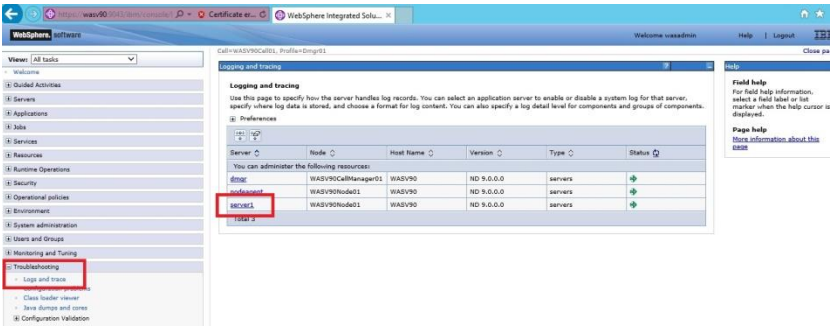 https://wasv90:9043/ibm/console/l
Certificate er...
WebSphere Integrated Solu...
WebSphere. software
Welcome wasadmin
Help | Logout
IBM
Cell=WASV90Cell01, Profile=Dmgr01
Close pa
View: All tasks
Welcome
Guided Activities
Servers
Applications
Jobs
Services
Resources
Runtime Operations
Security
Operational policies
Environment
System administration
Users and Groups
Monitoring and Tuning
Troubleshooting
Logs and trace
Configuration problems
Class loader viewer
Java dumps and cores
Configuration Validation
Logging and tracing
Logging and tracing
Use this page to specify how the server handles log records. You can select an application server to enable or disable a system log for that server,
specify where log data is stored, and choose a format for log content. You can also specify a log detail level for components and groups of components.
Preferences
Server Node Host Name Version Type Status
You can administer the following resources:
dmgr WASV90CellManager01 WASV90 ND 9.0.0.0 servers
nodeagent WASV90Node01 WASV90 ND 9.0.0.0 servers
server1 WASV90Node01 WASV90 ND 9.0.0.0 servers
Total 3
Help
Field help
For field help information,
select a field label or list
marker when the help cursor is
displayed.
Page help
More information about this
page